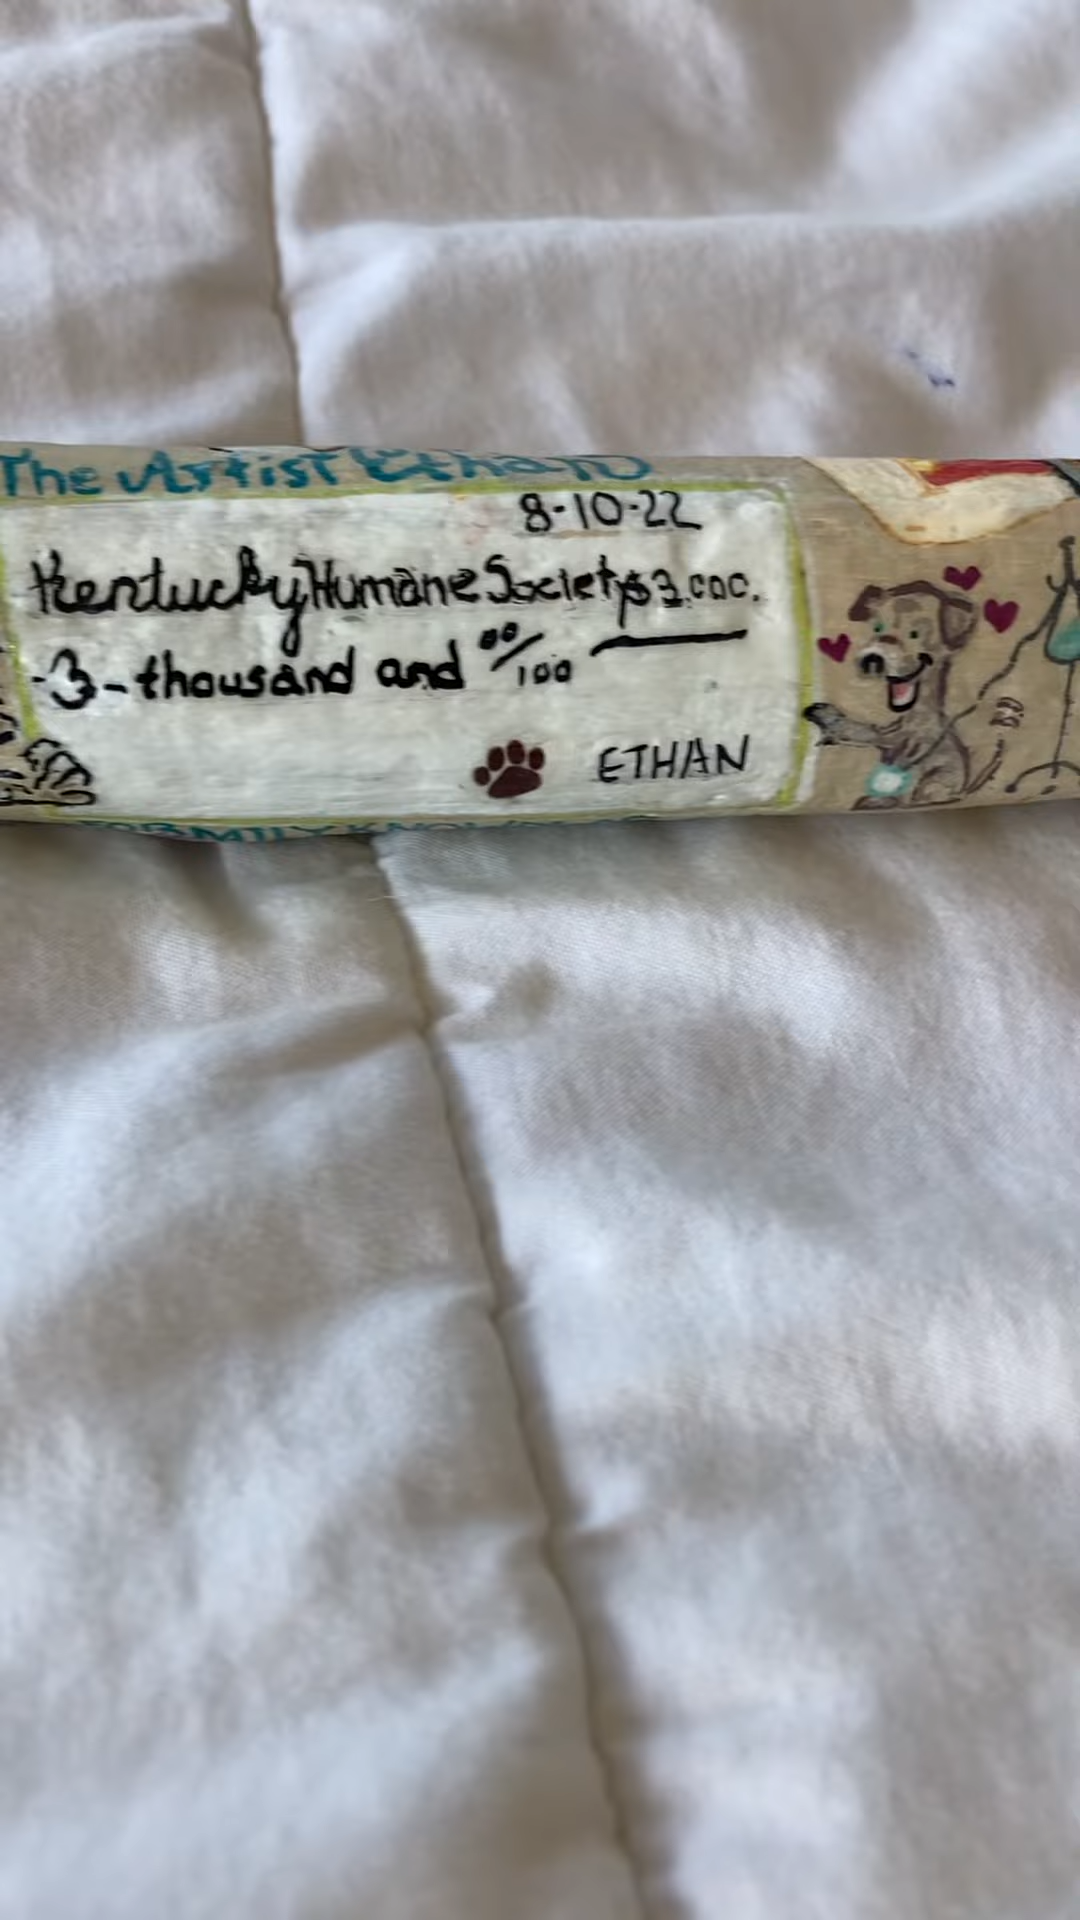 The Artist Ethan
8-10-22
Kentucky Humane Society $3,000.
-3-thousand and 00/100
ETHAN